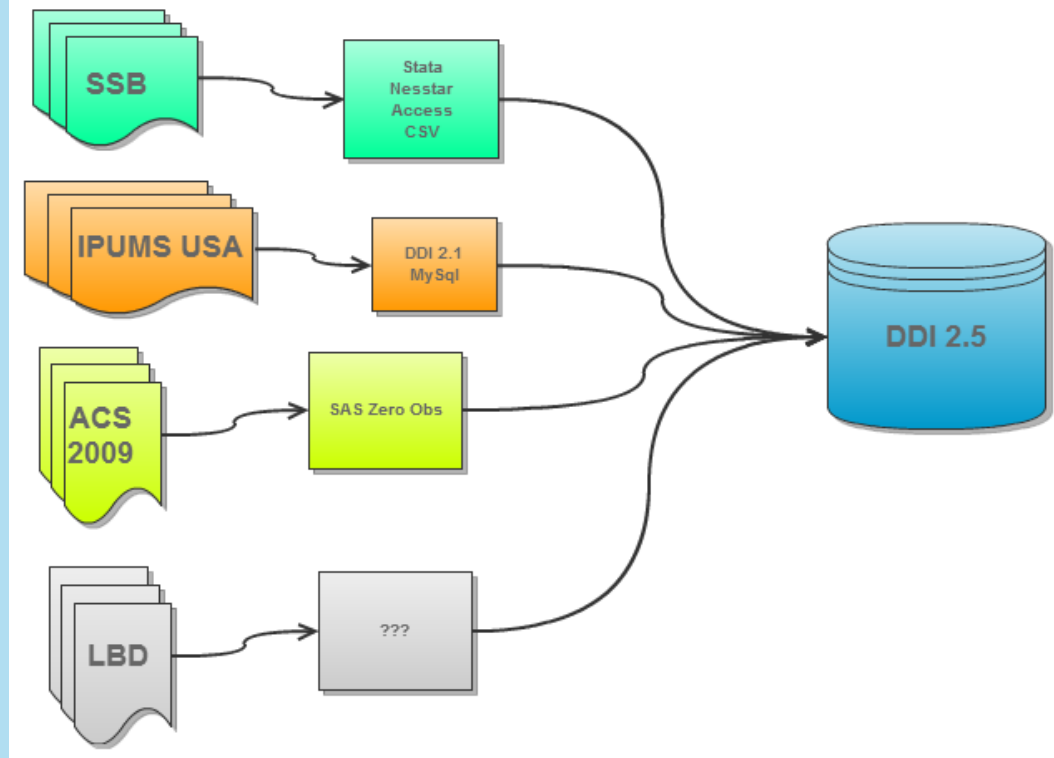 SSB
Stata
Nesstar
Access
CSV
IPUMS USA
DDI 2.1
MySql
DDI 2.5
ACS
2009
SAS Zero Obs
LBD
???